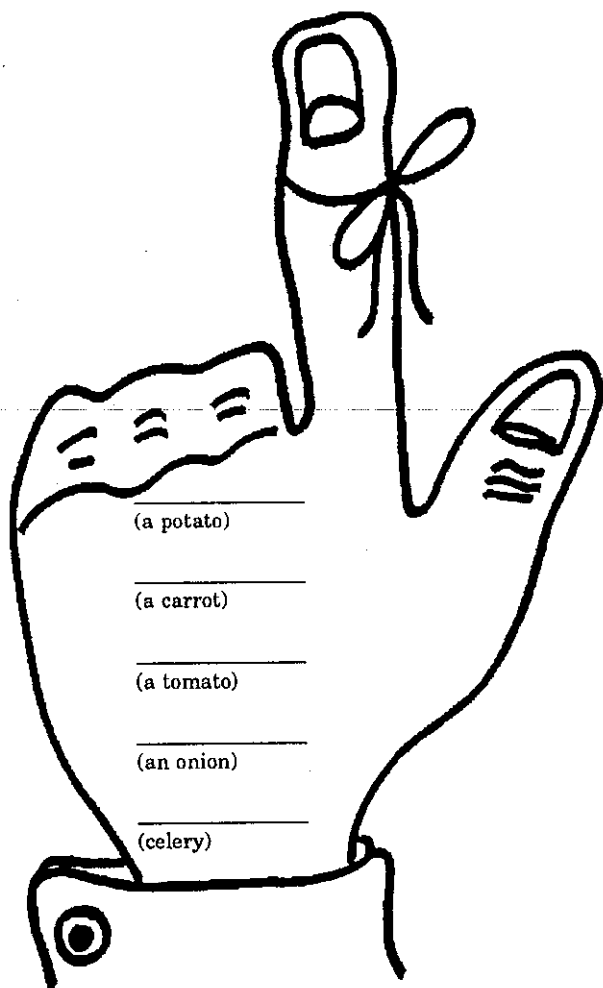 (a potato)
(a carrot)
(a tomato)
(an onion)
(celery)